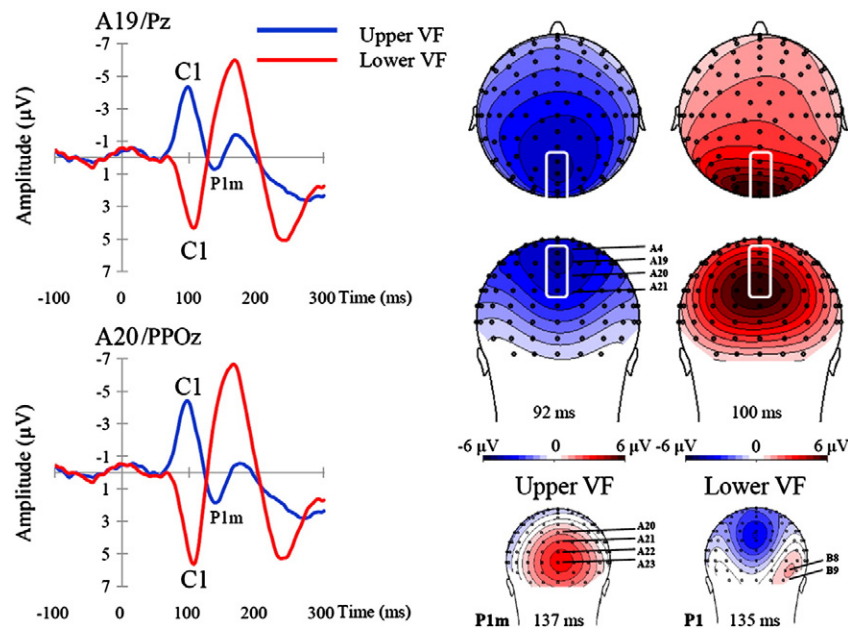 A19/Pz
-7
-5
-3
-1
1
3
5
7
Amplitude (µV)
C1
P1m
C1
-100
0
100
200
300
Time (ms)
Upper VF
Lower VF
A20/PPOz
-7
-5
-3
-1
1
3
5
7
Amplitude (µV)
C1
P1m
C1
-100
0
100
200
300
Time (ms)
A4
A19
A20
A21
92 ms
100 ms
-6 µV
0
6 µV
-6 µV
0
6 µV
Upper VF
Lower VF
A20
A21
A22
A23
B8
B9
P1m
137 ms
P1
135 ms